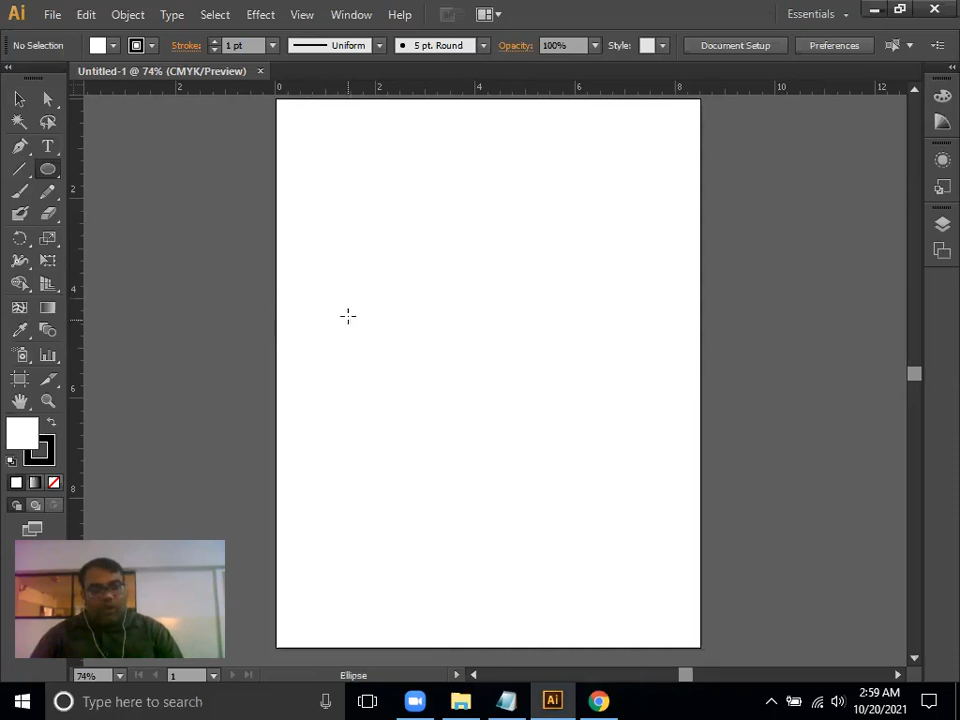 Ai File Edit Object Type Select Effect View Window Help Essentials
No Selection Stroke: 1 pt Uniform 5 pt. Round Opacity: 100% Style: Document Setup Preferences
Untitled-1 @ 74% (CMYK/Preview)
2 0 2 4 6 8 10 12
2
4
6
8
74% 1 Ellipse
Type here to search Ai 2:59 AM
10/20/2021